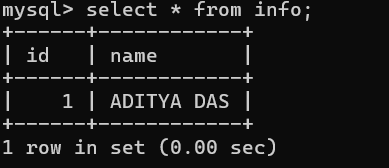 mysql> select * from info;
+------+------------+
| id   | name       |
+------+------------+
|    1 | ADITYA DAS |
+------+------------+
1 row in set (0.00 sec)